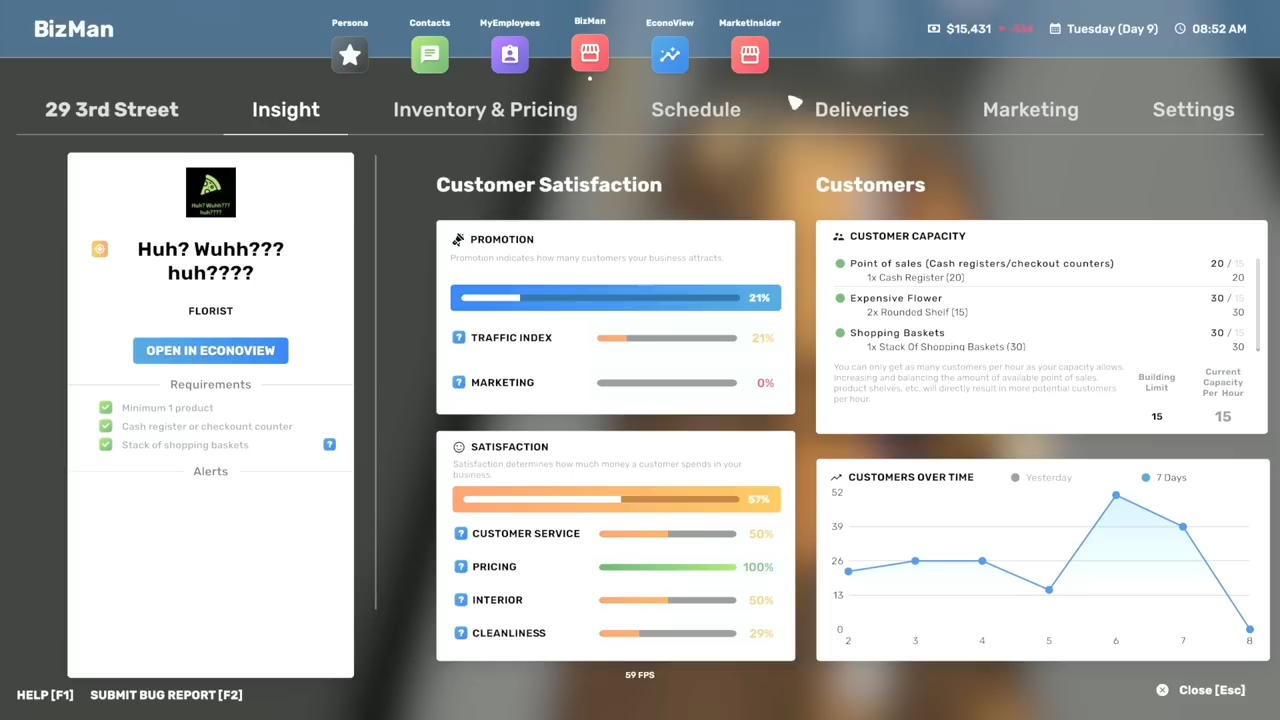 BizMan
Persona
Contacts
MyEmployees
BizMan
EconoView
MarketInsider
$15,431
Tuesday (Day 9)
08:52 AM
29 3rd Street
Insight
Inventory & Pricing
Schedule
Deliveries
Marketing
Settings
Huh? Wuhh???
huh????
Huh? Wuhh???
huh????
FLORIST
OPEN IN ECONOVIEW
Requirements
Minimum 1 product
Cash register or checkount counter
Stack of shopping baskets
?
Alerts
Customer Satisfaction
PROMOTION
Promotion indicates how many customers your business attracts.
21%
? TRAFFIC INDEX 21%
? MARKETING 0%
SATISFACTION
Satisfaction determines how much money a customer spends in your
business.
57%
? CUSTOMER SERVICE 50%
? PRICING 100%
? INTERIOR 50%
? CLEANLINESS 29%
Customers
CUSTOMER CAPACITY
Point of sales (Cash registers/checkout counters) 20 / 15
1x Cash Register (20) 20
Expensive Flower 30 / 15
2x Rounded Shelf (15) 30
Shopping Baskets 30 / 15
1x Stack Of Shopping Baskets (30) 30
You can only get as many customers per hour as your capacity allows.
Increasing and balancing the amount of available point of sales,
product shelves, etc. will directly result in more potential customers
per hour.
Building
Limit
15
Current
Capacity
Per Hour
15
CUSTOMERS OVER TIME
Yesterday
7 Days
52
39
26
13
0
2 3 4 5 6 7 8
59 FPS
HELP [F1]
SUBMIT BUG REPORT [F2]
Close [Esc]